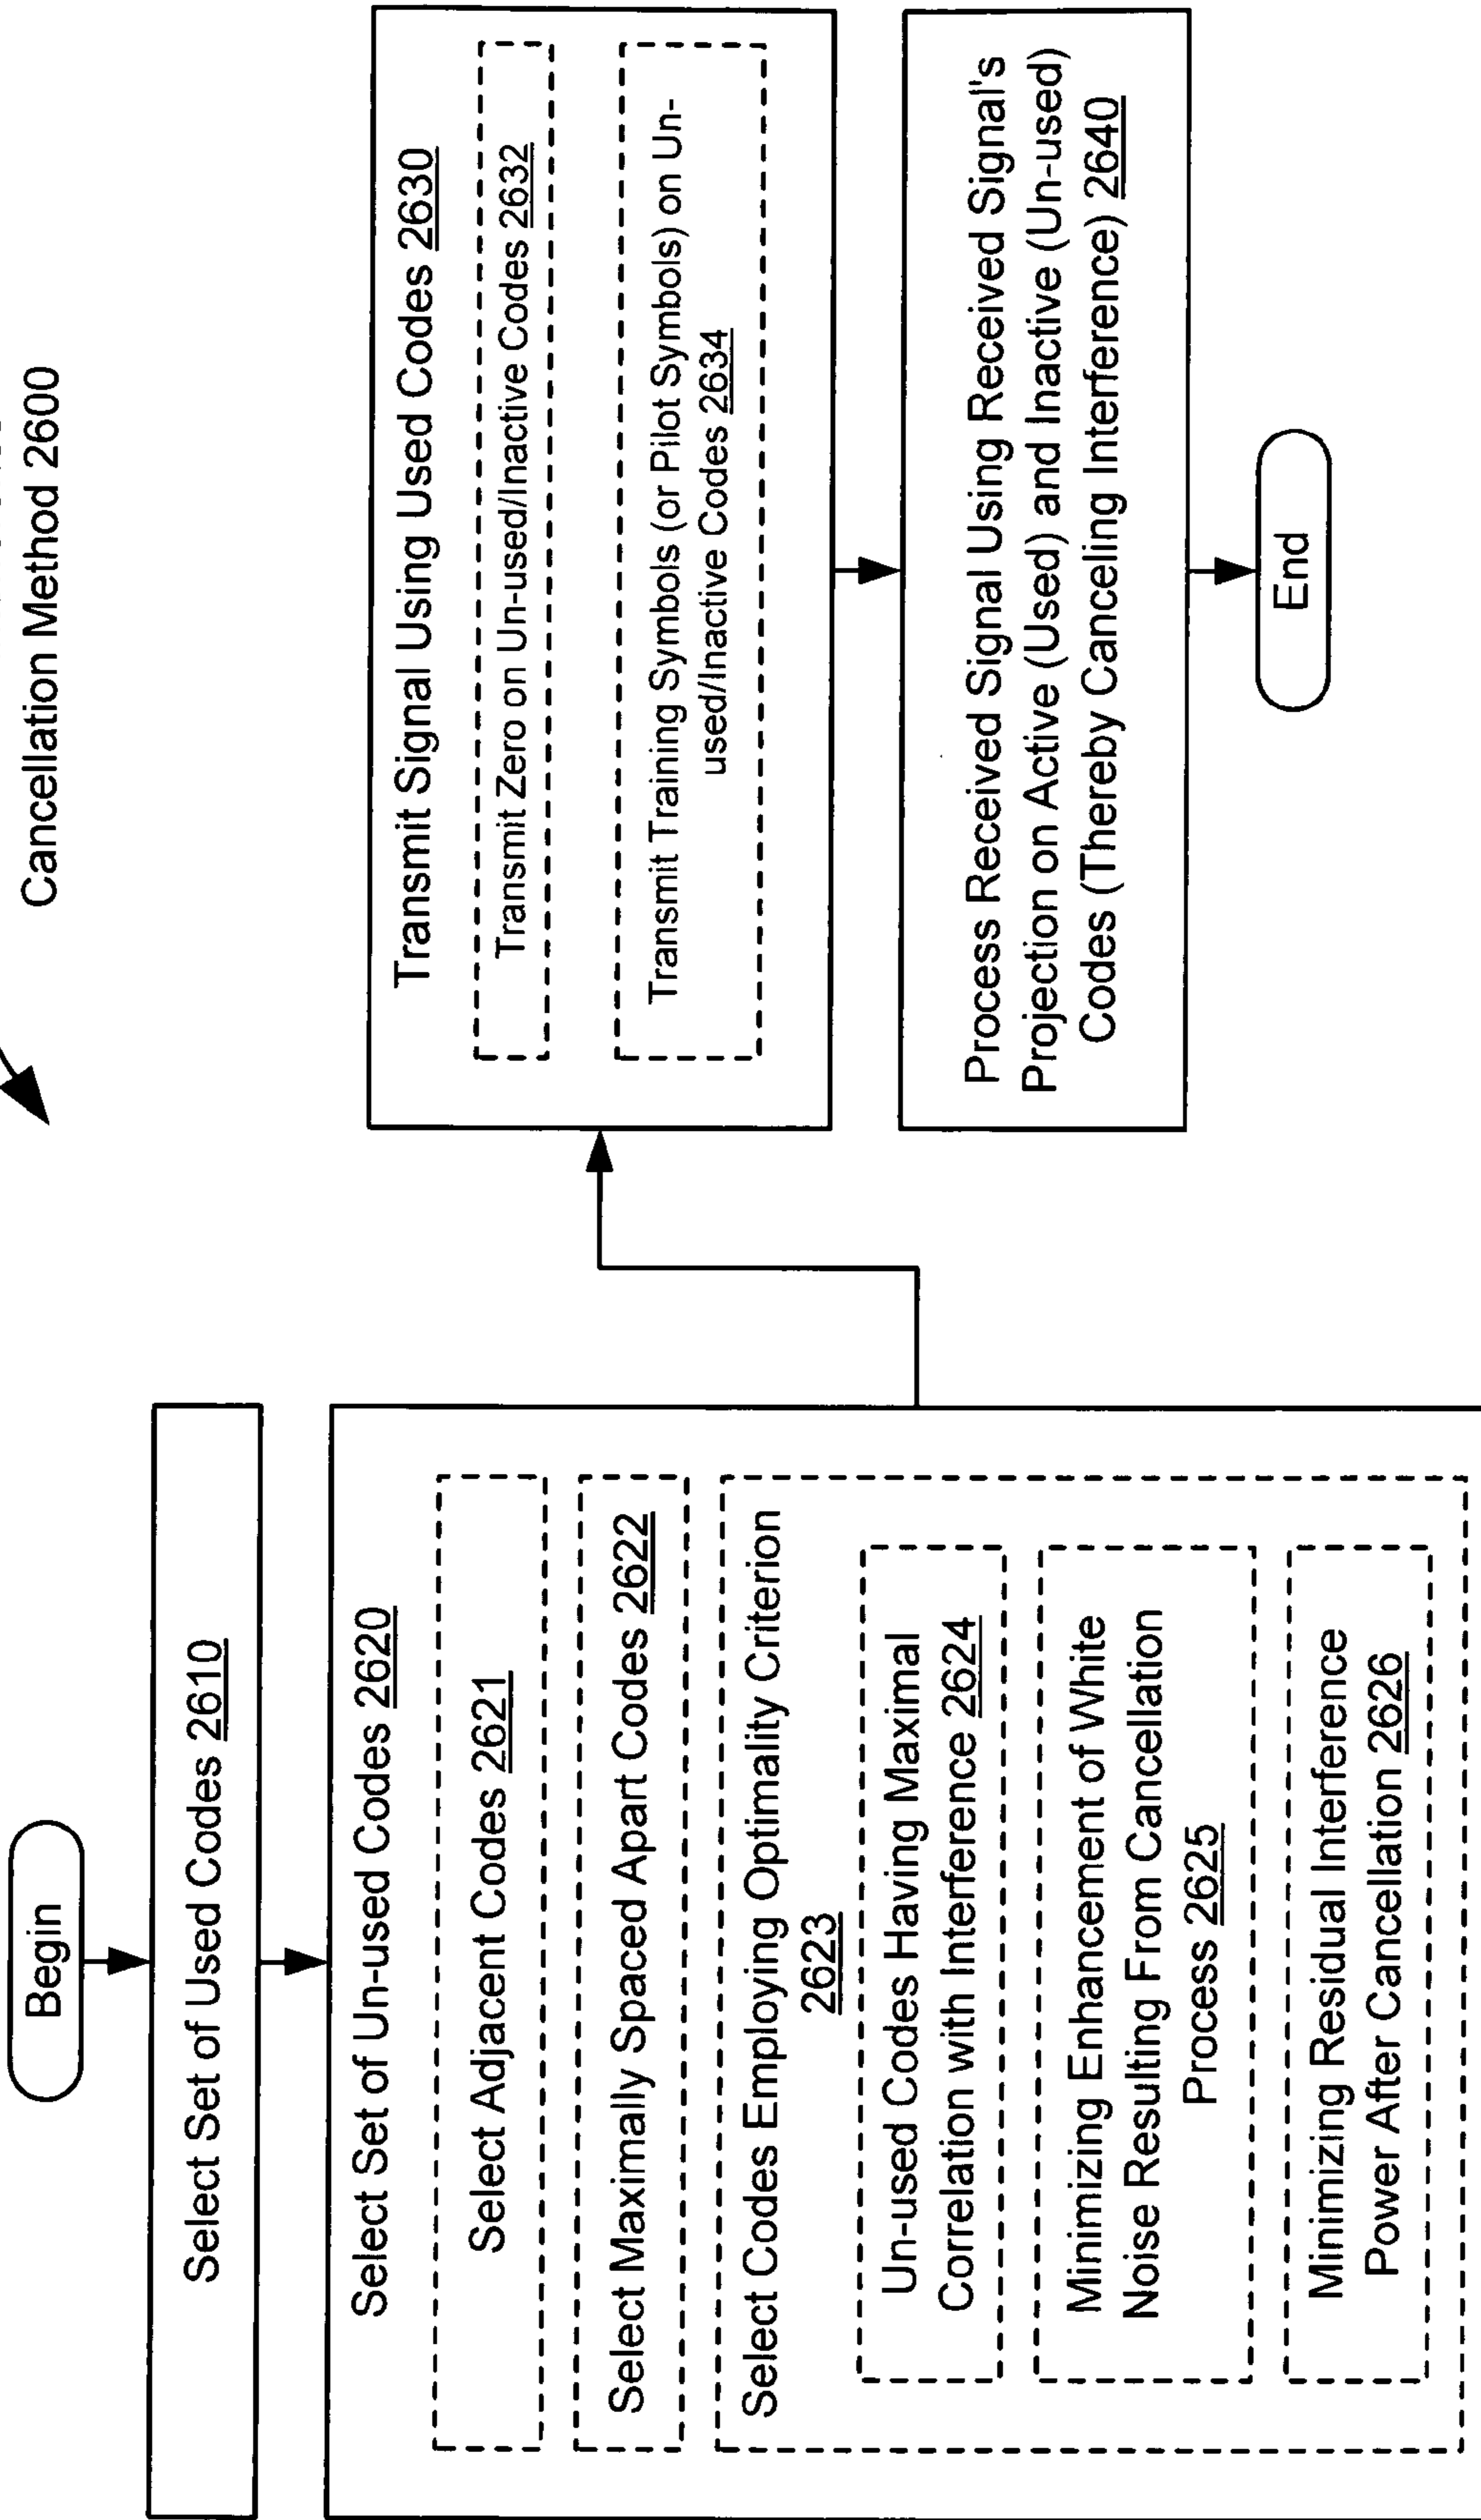 Cancellation Method 2600
Begin
Select Set of Used Codes 2610
Select Set of Un-used Codes 2620
Select Adjacent Codes 2621
Select Maximally Spaced Apart Codes 2622
Select Codes Employing Optimality Criterion
2623
Un-used Codes Having Maximal
Correlation with Interference 2624
Minimizing Enhancement of White
Noise Resulting From Cancellation
Process 2625
Minimizing Residual Interference
Power After Cancellation 2626
Transmit Signal Using Used Codes 2630
Transmit Zero on Un-used/Inactive Codes 2632
Transmit Training Symbols (or Pilot Symbols) on Un-
used/Inactive Codes 2634
Process Received Signal Using Received Signal's
Projection on Active (Used) and Inactive (Un-used)
Codes (Thereby Canceling Interference) 2640
End